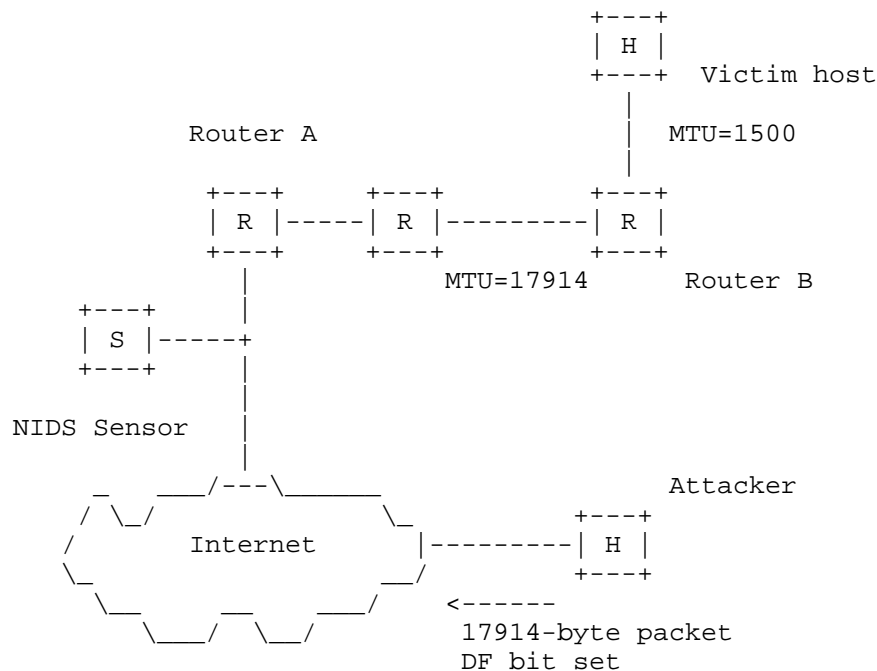 H
Victim host
Router A MTU=1500
R R R
MTU=17914 Router B
S
NIDS Sensor
Attacker
Internet H
<------
17914-byte packet
DF bit set